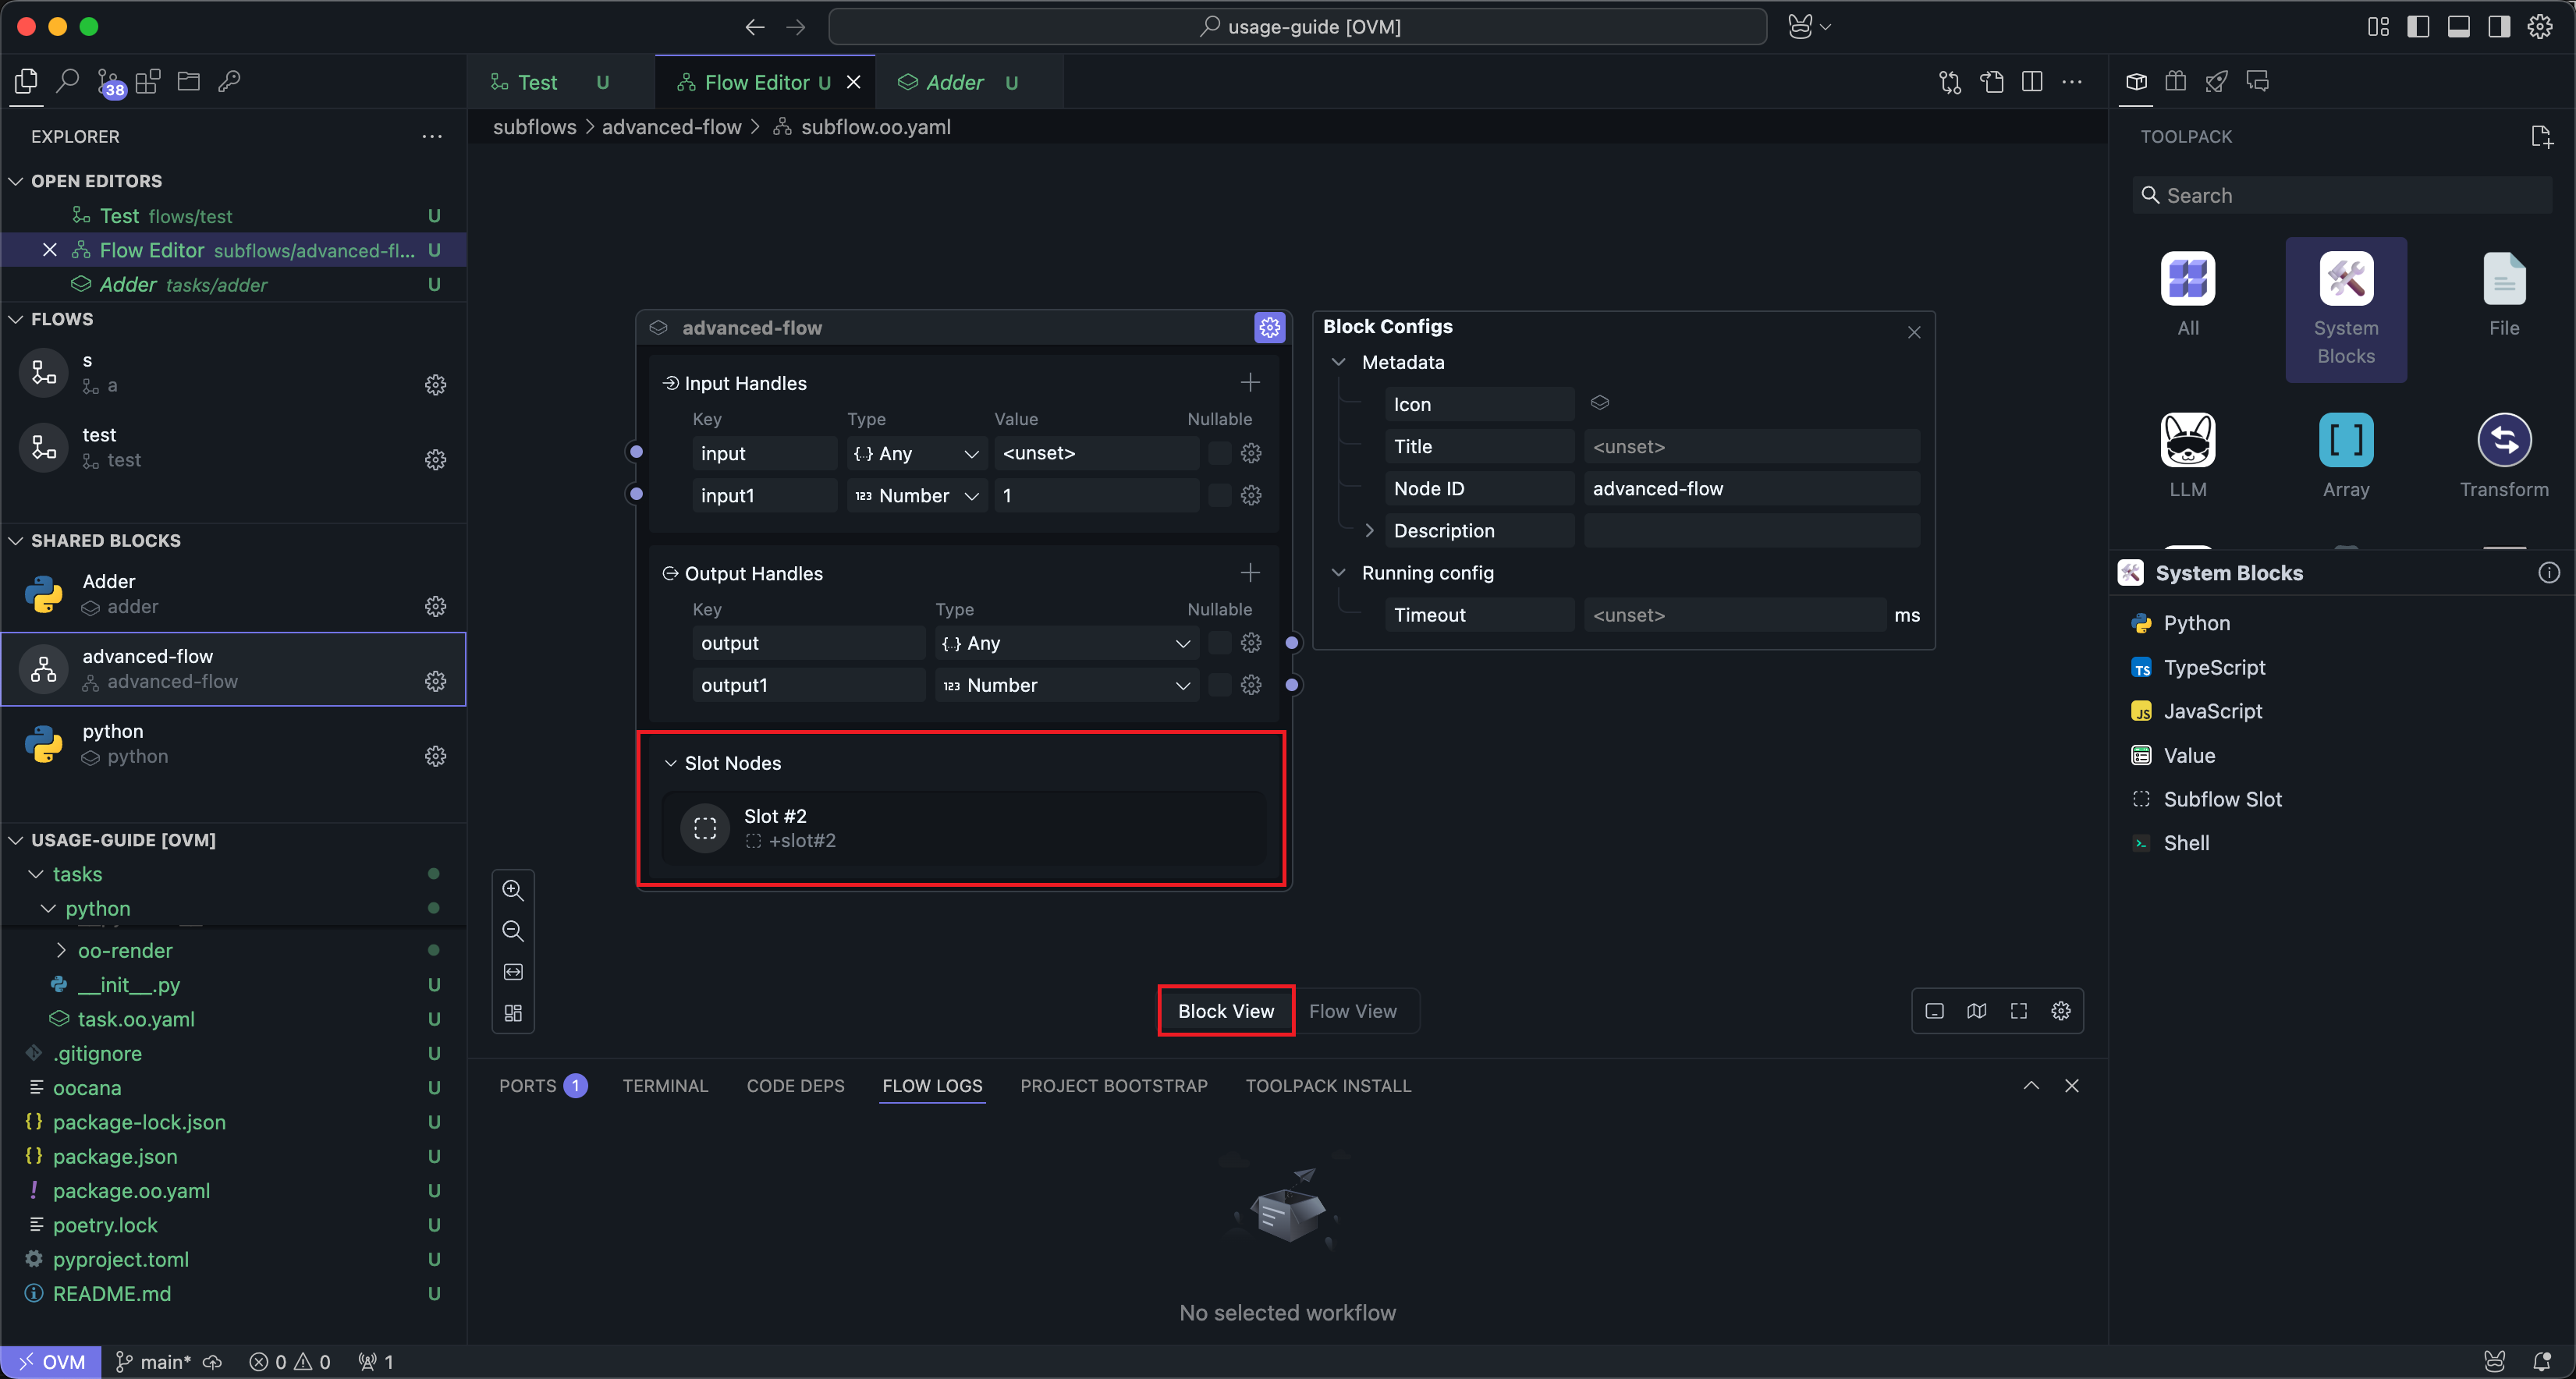 usage-guide [OVM]
38
Test U
Flow Editor U
Adder U
EXPLORER
subflows > advanced-flow > subflow.oo.yaml
TOOLPACK
OPEN EDITORS
Test flows/test U
Flow Editor subflows/advanced-fl... U
Adder tasks/adder U
FLOWS
s
a
test
test
SHARED BLOCKS
Adder
adder
advanced-flow
advanced-flow
python
python
USAGE-GUIDE [OVM]
tasks
python
oo-render
__init__.py U
task.oo.yaml U
.gitignore U
oocana U
package-lock.json U
package.json U
package.oo.yaml U
poetry.lock U
pyproject.toml U
README.md U
advanced-flow
Input Handles
Key Type Value Nullable
input {..} Any <unset>
input1 123 Number 1
Output Handles
Key Type Nullable
output {..} Any
output1 123 Number
Slot Nodes
Slot #2
+slot#2
Block Configs
Metadata
Icon
Title <unset>
Node ID advanced-flow
Description
Running config
Timeout <unset> ms
Block View Flow View
PORTS 1 TERMINAL CODE DEPS FLOW LOGS PROJECT BOOTSTRAP TOOLPACK INSTALL
No selected workflow
Search
All
System
Blocks
File
LLM
Array
Transform
System Blocks
Python
TS TypeScript
JS JavaScript
Value
Subflow Slot
Shell
OVM main* 0 0 1